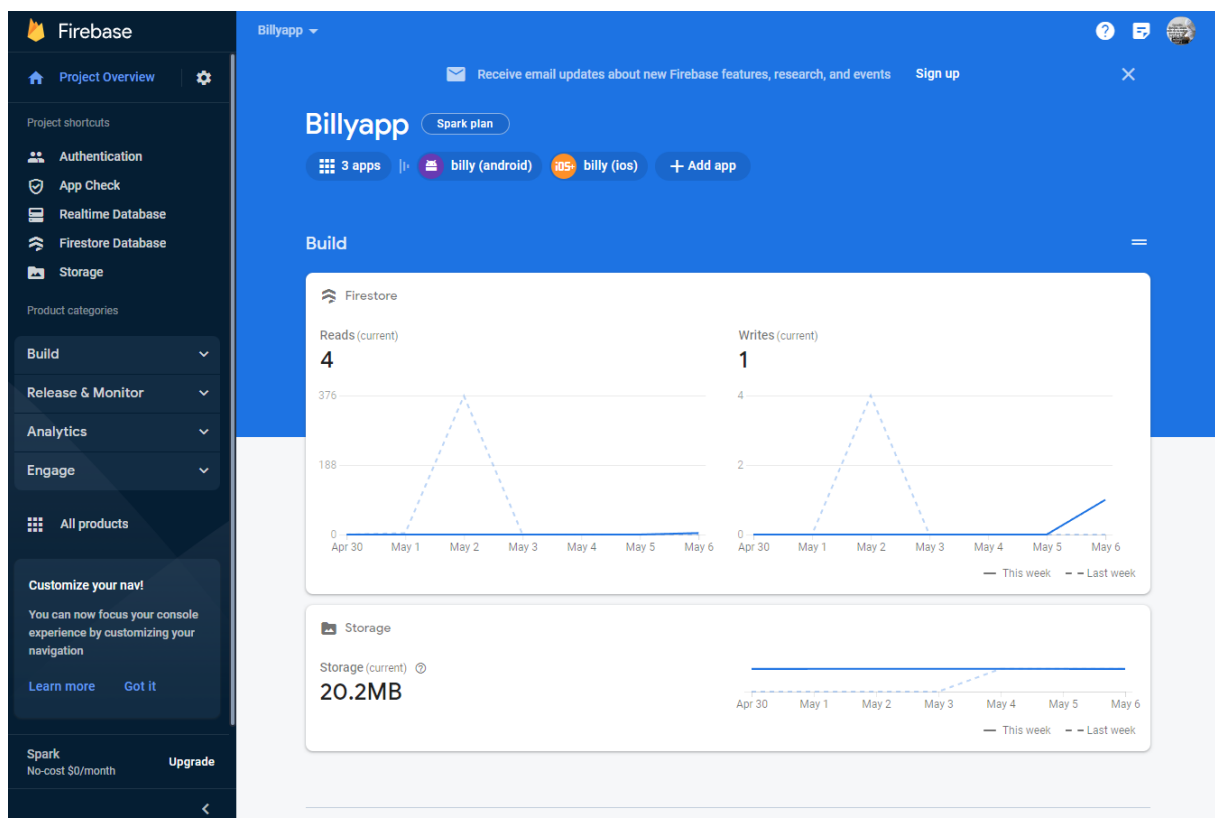 Firebase
Billyapp
Project Overview
Receive email updates about new Firebase features, research, and events Sign up
Project shortcuts
Authentication
App Check
Realtime Database
Firestore Database
Storage
Product categories
Build
Release & Monitor
Analytics
Engage
All products
Customize your nav!
You can now focus your console
experience by customizing your
navigation
Learn more Got it
Spark
No-cost $0/month
Upgrade
Billyapp Spark plan
3 apps billy (android) iOS+ billy (ios) + Add app
Build
Firestore
Reads (current)
4
376
188
0
Apr 30 May 1 May 2 May 3 May 4 May 5 May 6
Writes (current)
1
4
2
0
Apr 30 May 1 May 2 May 3 May 4 May 5 May 6
This week Last week
Storage
Storage (current)
20.2MB
Apr 30 May 1 May 2 May 3 May 4 May 5 May 6
This week Last week